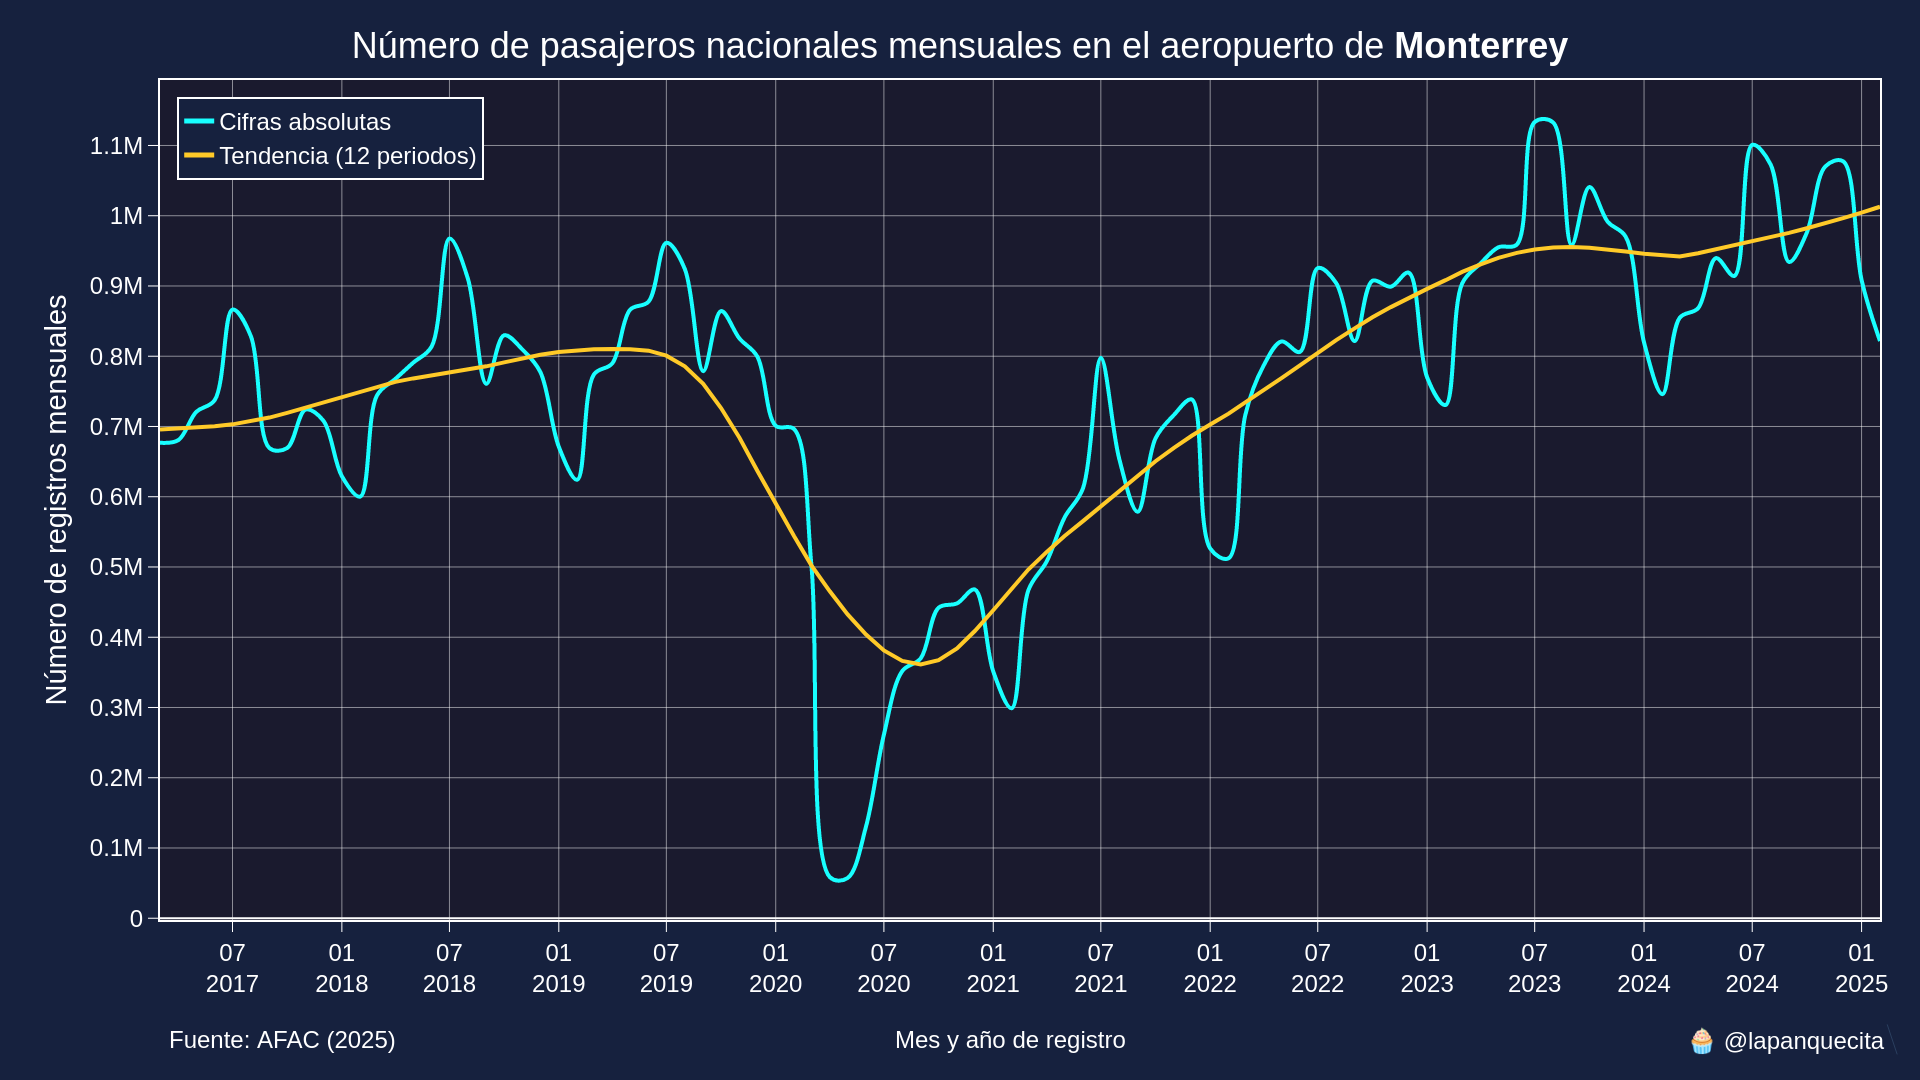 Número de pasajeros nacionales mensuales en el aeropuerto de Monterrey
Cifras absolutas
Tendencia (12 periodos)
Número de registros mensuales
1.1M
1M
0.9M
0.8M
0.7M
0.6M
0.5M
0.4M
0.3M
0.2M
0.1M
0
07 01 07 01 07 01 07 01 07 01 07 01 07 01 07 01
2017 2018 2018 2019 2019 2020 2020 2021 2021 2022 2022 2023 2023 2024 2024 2025
Fuente: AFAC (2025)
Mes y año de registro
🧁 @lapanquecita